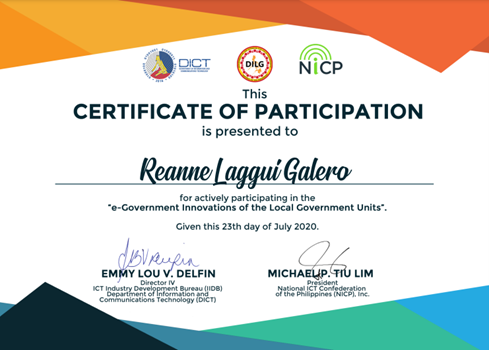 DICT
DILG
NiCP
This
CERTIFICATE OF PARTICIPATION
is presented to
Reanne Laggui Galero
for actively participating in the
"e-Government Innovations of the Local Government Units".
Given this 23th day of July 2020.
EMMY LOU V. DELFIN
Director IV
ICT Industry Development Bureau (IIDB)
Department of Information and
Communications Technology (DICT)
MICHAEL P. TIU LIM
President
National ICT Confederation
of the Philippines (NICP), Inc.